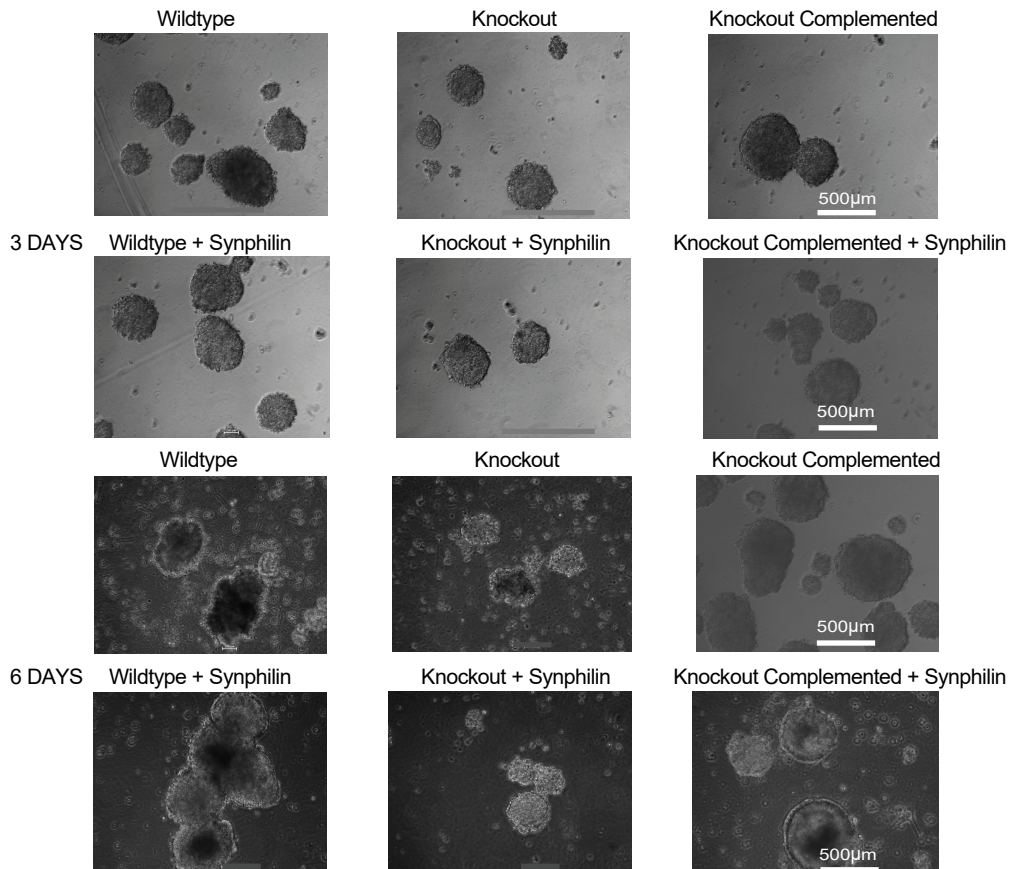 Wildtype Knockout Knockout Complemented
500µm
3 DAYS Wildtype + Synphilin Knockout + Synphilin Knockout Complemented + Synphilin
500µm
Wildtype Knockout Knockout Complemented
500µm
6 DAYS Wildtype + Synphilin Knockout + Synphilin Knockout Complemented + Synphilin
500µm